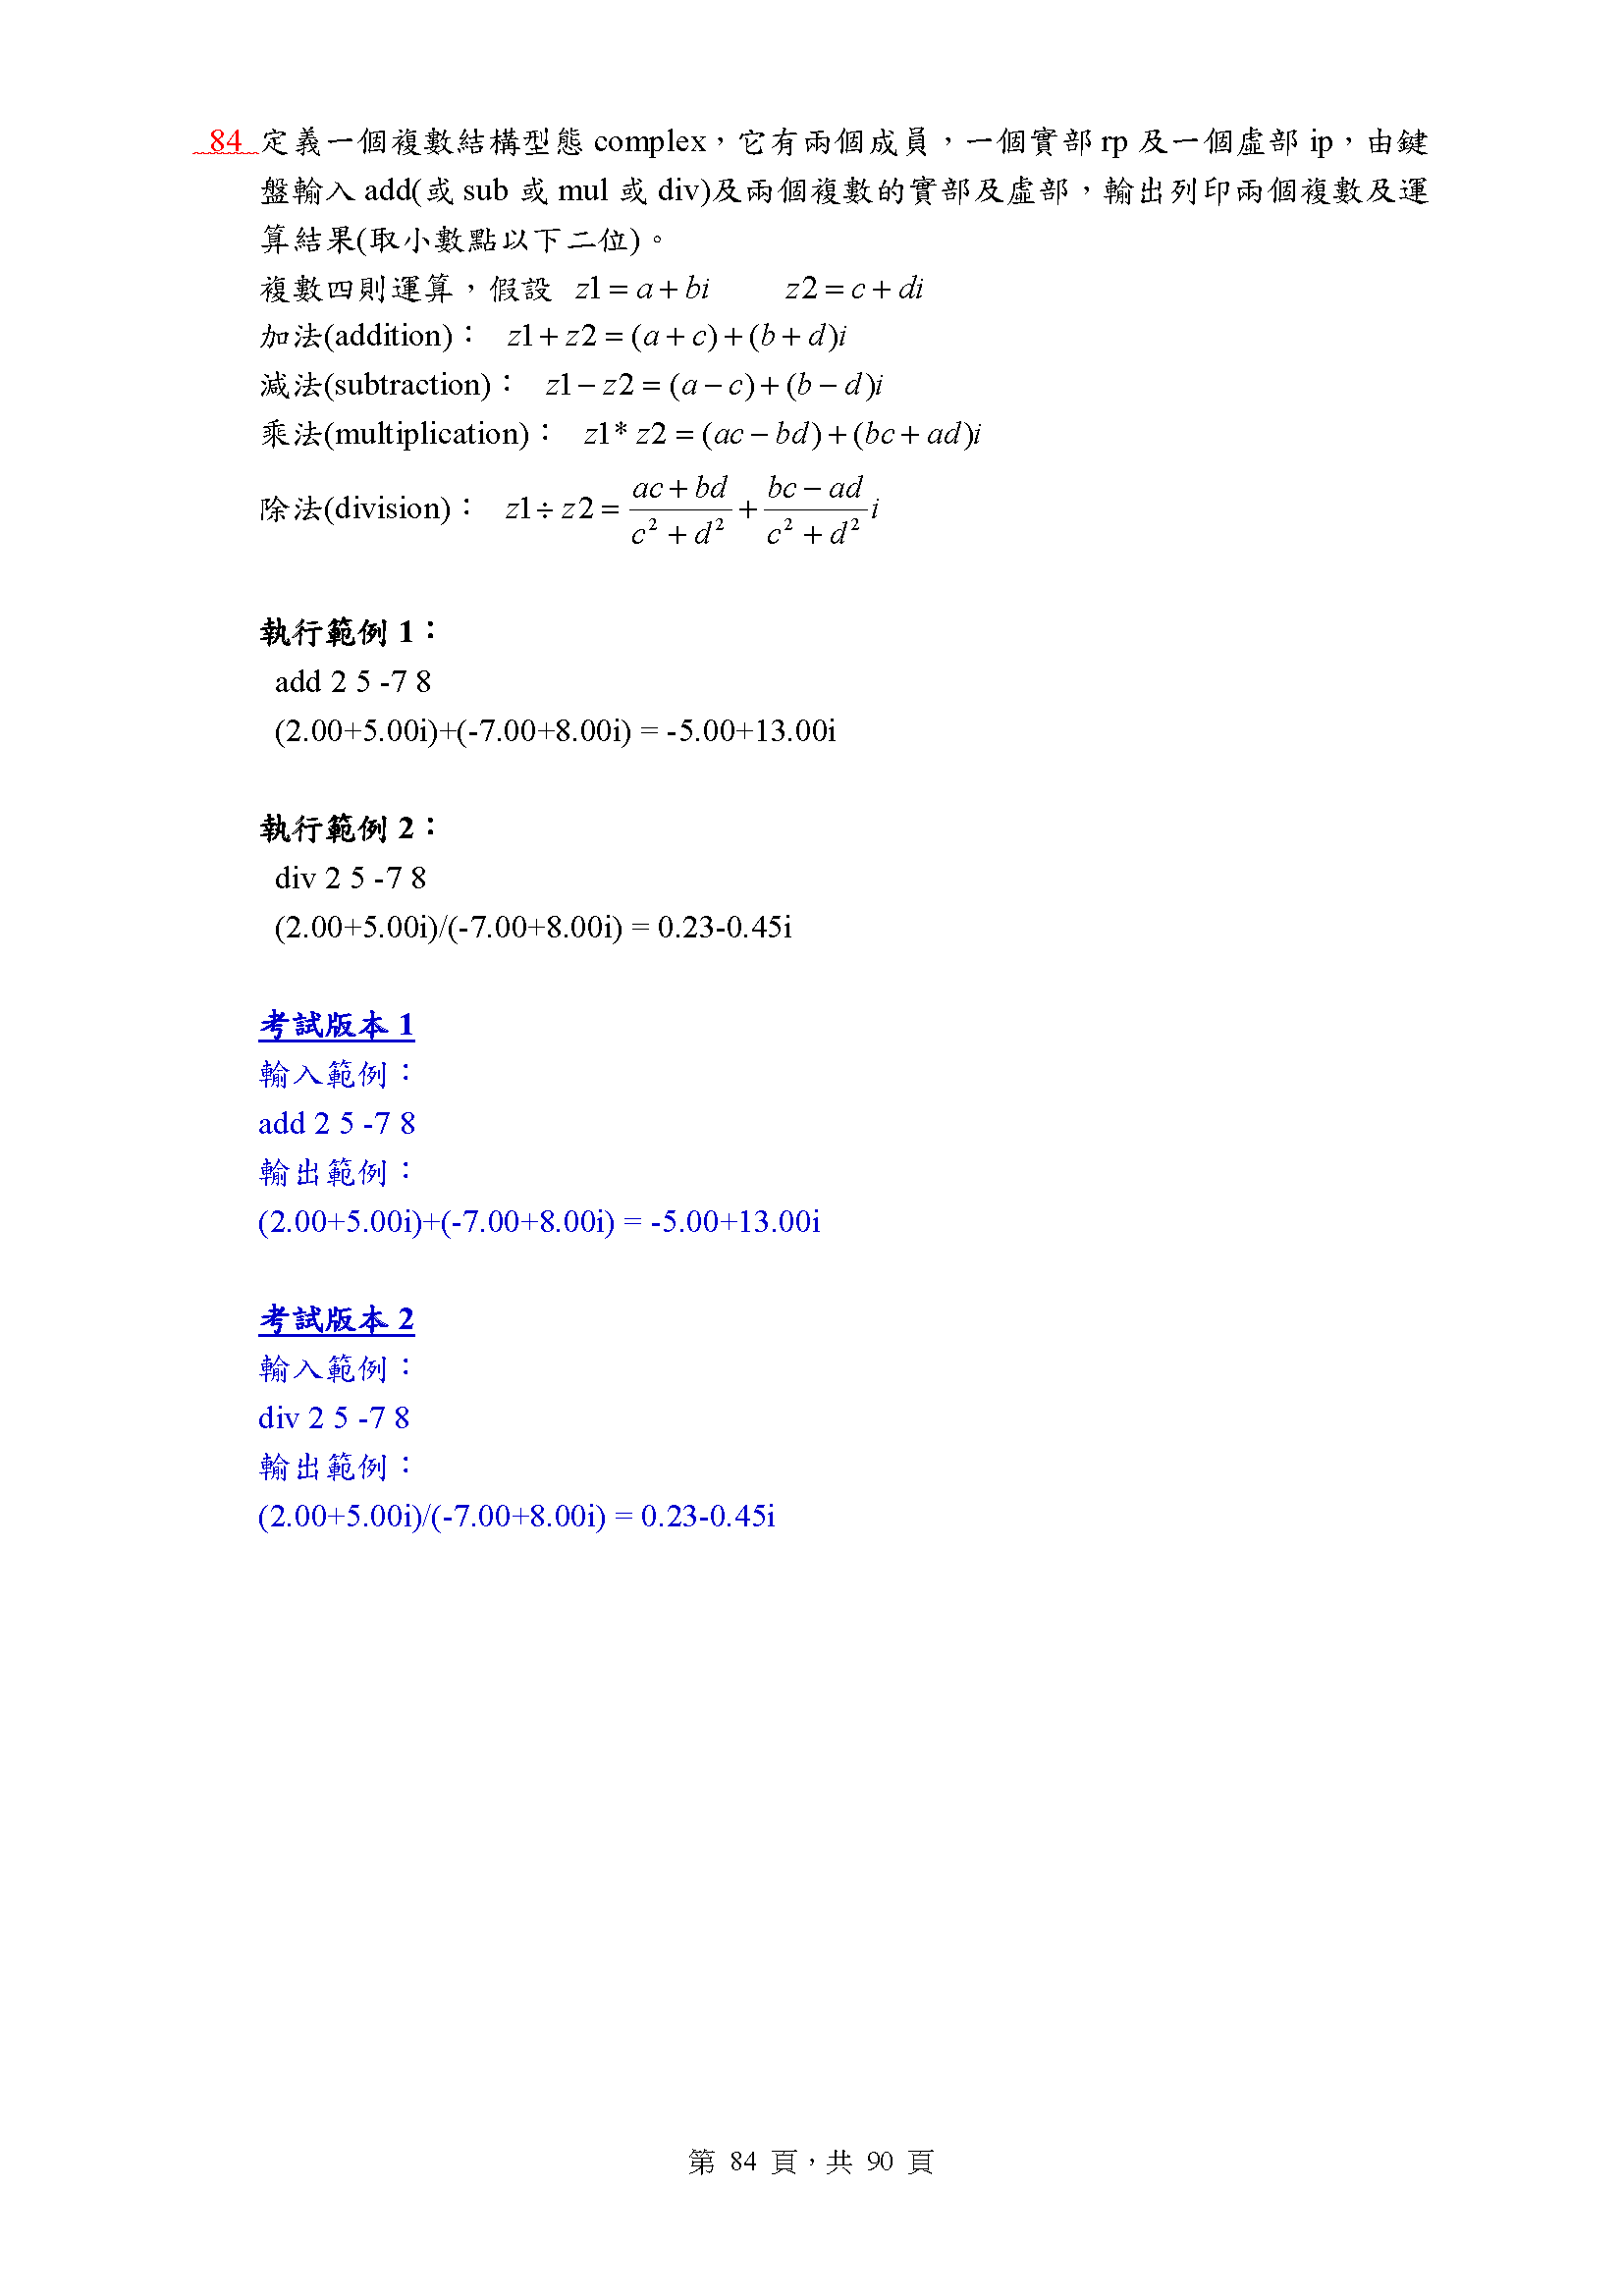 84 定義一個複數結構型態 complex，它有兩個成員，一個實部 rp 及一個虛部 ip，由鍵
盤輸入 add(或 sub 或 mul 或 div)及兩個複數的實部及虛部，輸出列印兩個複數及運
算結果(取小數點以下二位)。
複數四則運算，假設 z1 = a + bi z2 = c + di
加法(addition)： z1 + z2 = (a + c) + (b + d)i
減法(subtraction)： z1 − z2 = (a − c) + (b − d)i
乘法(multiplication)： z1* z2 = (ac − bd) + (bc + ad)i
除法(division)： z1 ÷ z2 = \frac{ac + bd}{c² + d²} + \frac{bc − ad}{c² + d²} i
執行範例 1：
add 2 5 -7 8
(2.00+5.00i)+(-7.00+8.00i) = -5.00+13.00i
執行範例 2：
div 2 5 -7 8
(2.00+5.00i)/(-7.00+8.00i) = 0.23-0.45i
考試版本 1
輸入範例：
add 2 5 -7 8
輸出範例：
(2.00+5.00i)+(-7.00+8.00i) = -5.00+13.00i
考試版本 2
輸入範例：
div 2 5 -7 8
輸出範例：
(2.00+5.00i)/(-7.00+8.00i) = 0.23-0.45i
第 84 頁，共 90 頁